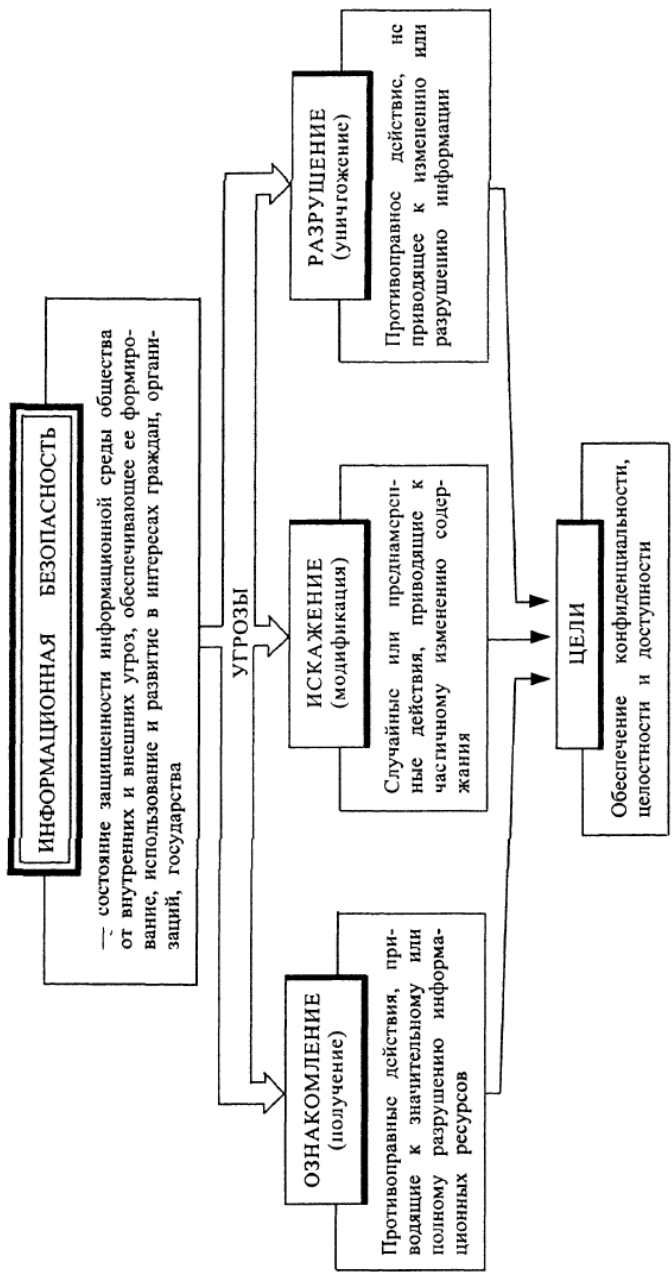 ИНФОРМАЦИОННАЯ БЕЗОПАСНОСТЬ
— состояние защищенности информационной среды общества
от внутренних и внешних угроз, обеспечивающее ее формиро-
вание, использование и развитие в интересах граждан, органи-
заций, государства
УГРОЗЫ
ОЗНАКОМЛЕНИЕ
(получение)
Противоправные действия, при-
водящие к значительному или
полному разрушению информа-
ционных ресурсов
ИСКАЖЕНИЕ
(модификация)
Случайные или преднамерен-
ные действия, приводящие к
частичному изменению содер-
жания
РАЗРУШЕНИЕ
(уничтожение)
Противоправное действие, не
приводящее к изменению или
разрушению информации
ЦЕЛИ
Обеспечение конфиденциальности,
целостности и доступности